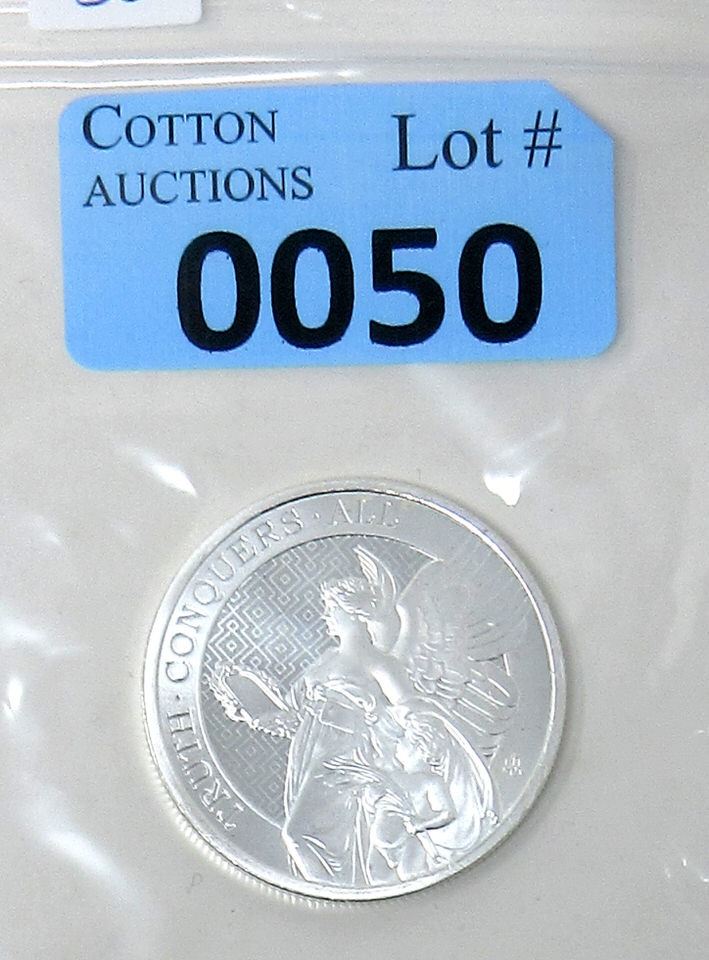 COTTON
AUCTIONS
Lot #
0050
TRUTH · CONQUERS · ALL